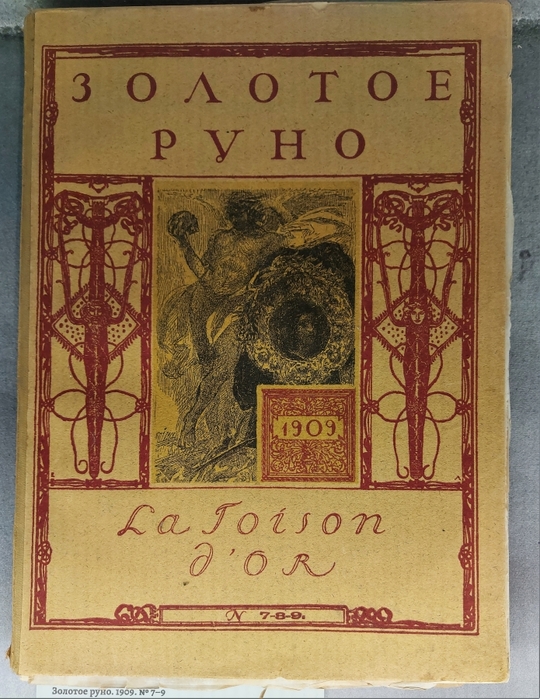 ЗОЛОТОЕ
РУНО
1909
La Toison
d'OR
N 7-8-9.
Золотое руно. 1909. № 7–9